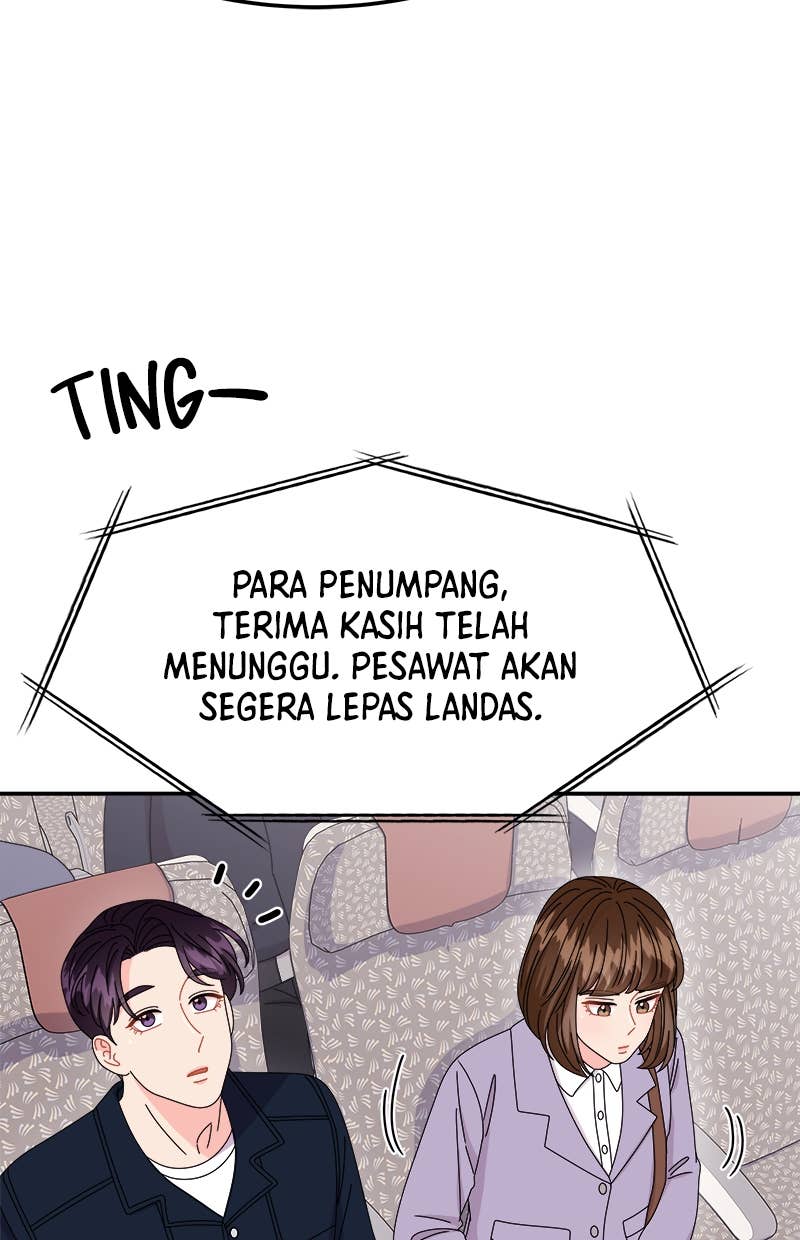 TING—
PARA PENUMPANG,
TERIMA KASIH TELAH
MENUNGGU. PESAWAT AKAN
SEGERA LEPAS LANDAS.